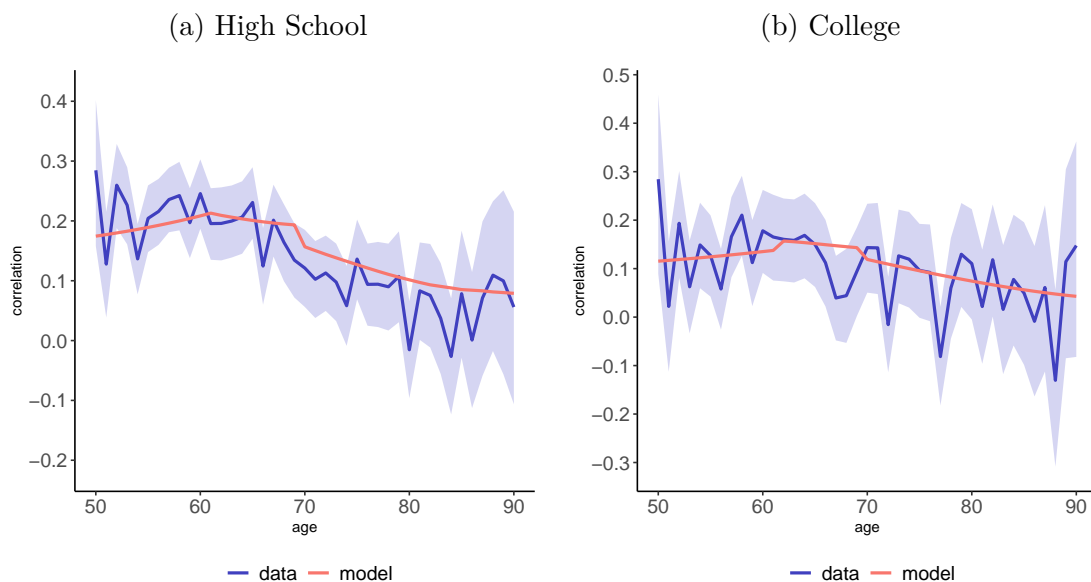 (a) High School
0.4
0.3
0.2
0.1
0.0
−0.1
−0.2
correlation
50 60 70 80 90
age
data model
(b) College
0.5
0.4
0.3
0.2
0.1
0.0
−0.1
−0.2
−0.3
correlation
50 60 70 80 90
age
data model